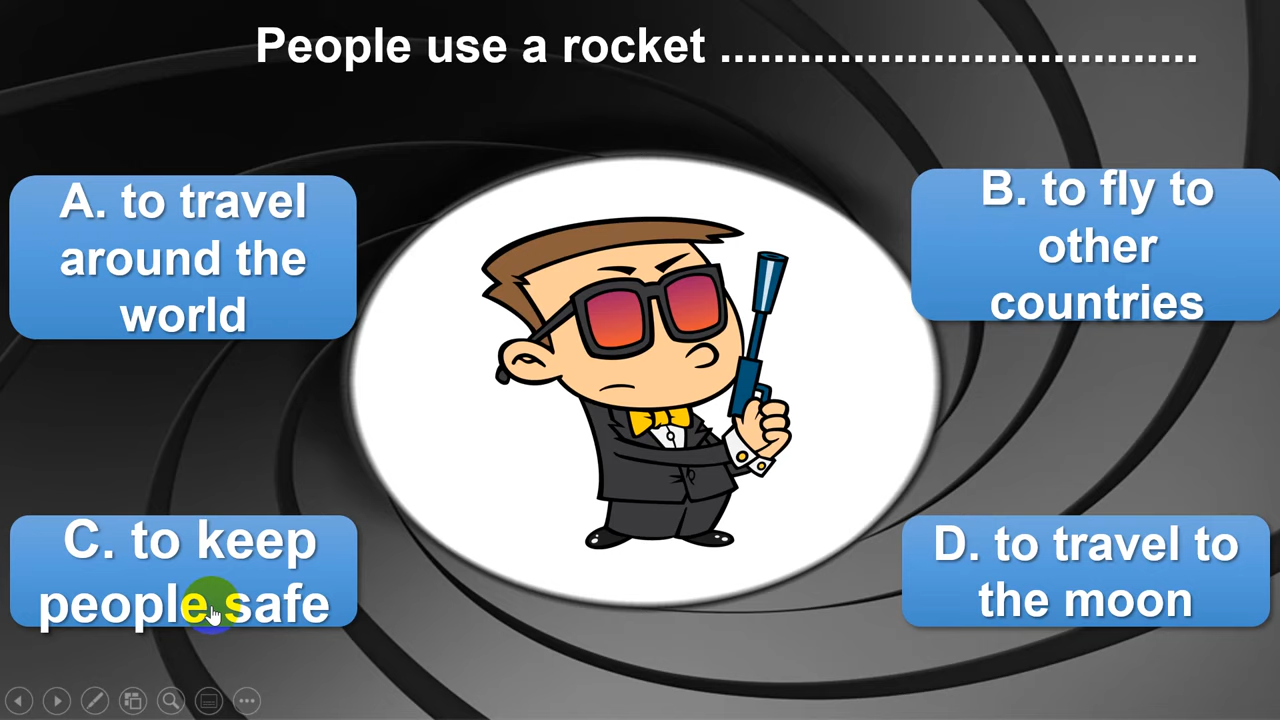 People use a rocket ....................................
A. to travel
around the
world
B. to fly to
other
countries
C. to keep
people safe
D. to travel to
the moon